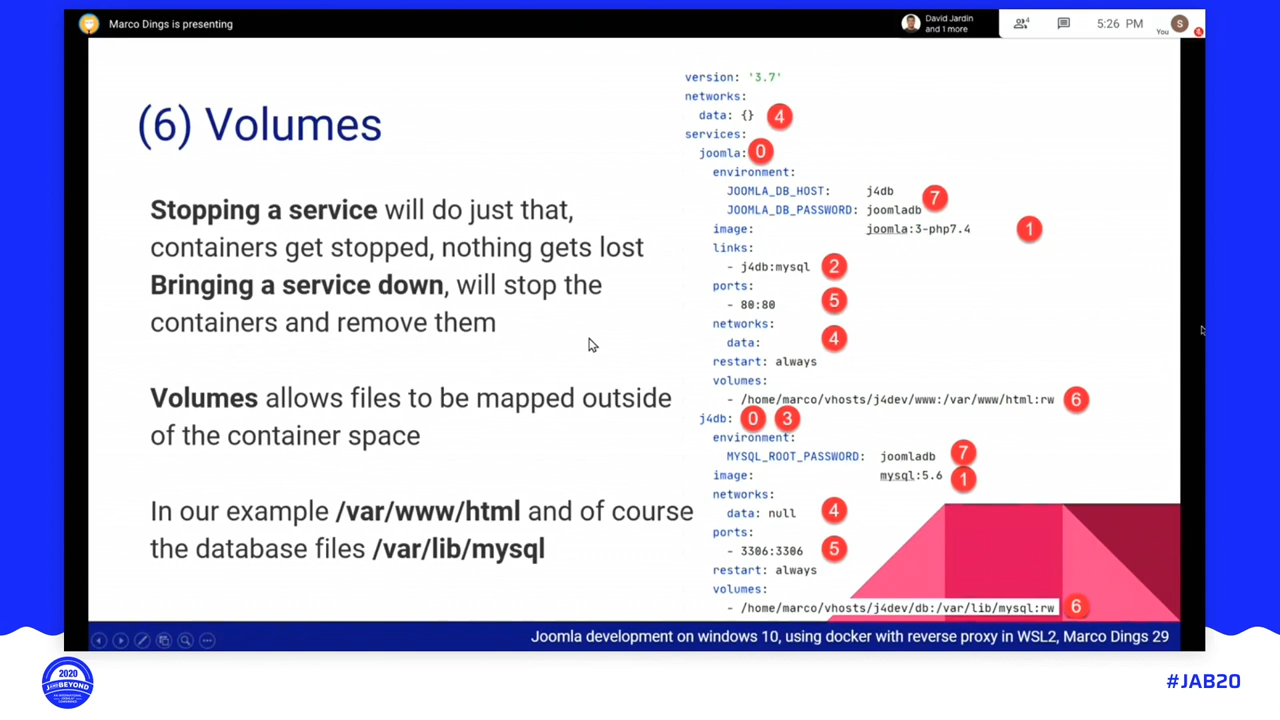 Marco Dings is presenting
David Jardin
and 1 more
4
5:26 PM
You
S
(6) Volumes
Stopping a service will do just that,
containers get stopped, nothing gets lost
Bringing a service down, will stop the
containers and remove them
Volumes allows files to be mapped outside
of the container space
In our example /var/www/html and of course
the database files /var/lib/mysql
version: '3.7'
networks:
data: {} 4
services:
joomla: 0
environment:
JOOMLA_DB_HOST: j4db
7
JOOMLA_DB_PASSWORD: joomladb
image: joomla:3-php7.4 1
links:
- j4db:mysql 2
ports:
- 80:80 5
networks:
data: 4
restart: always
volumes:
- /home/marco/vhosts/j4dev/www:/var/www/html:rw 6
j4db: 0 3
environment:
MYSQL_ROOT_PASSWORD: joomladb 7
image: mysql:5.6 1
networks:
data: null 4
ports:
- 3306:3306 5
restart: always
volumes:
- /home/marco/vhosts/j4dev/db:/var/lib/mysql:rw 6
Joomla development on windows 10, using docker with reverse proxy in WSL2, Marco Dings 29
2020
BEYOND
#JAB20